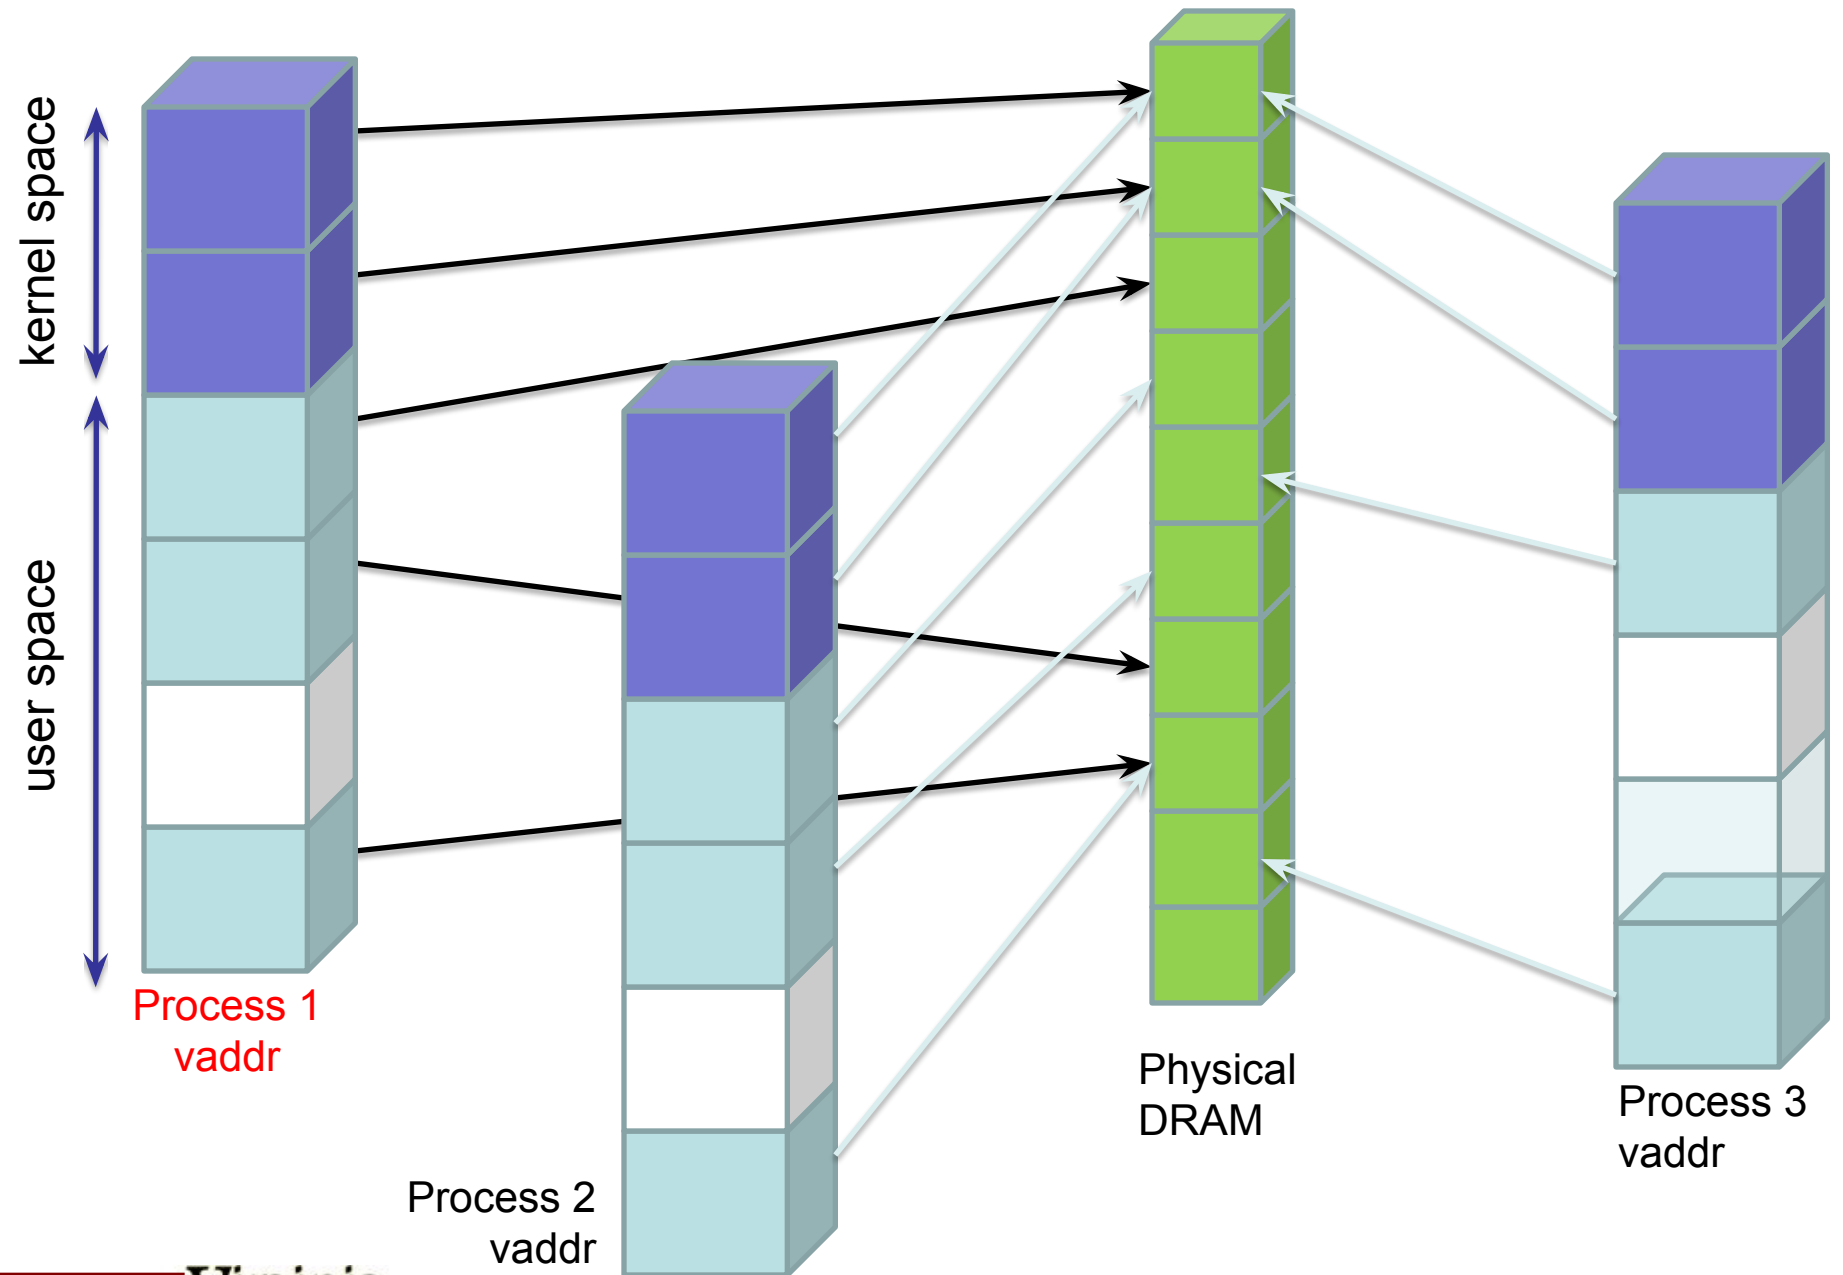 kernel space
user space
Process 1
vaddr
Process 2
vaddr
Physical
DRAM
Process 3
vaddr